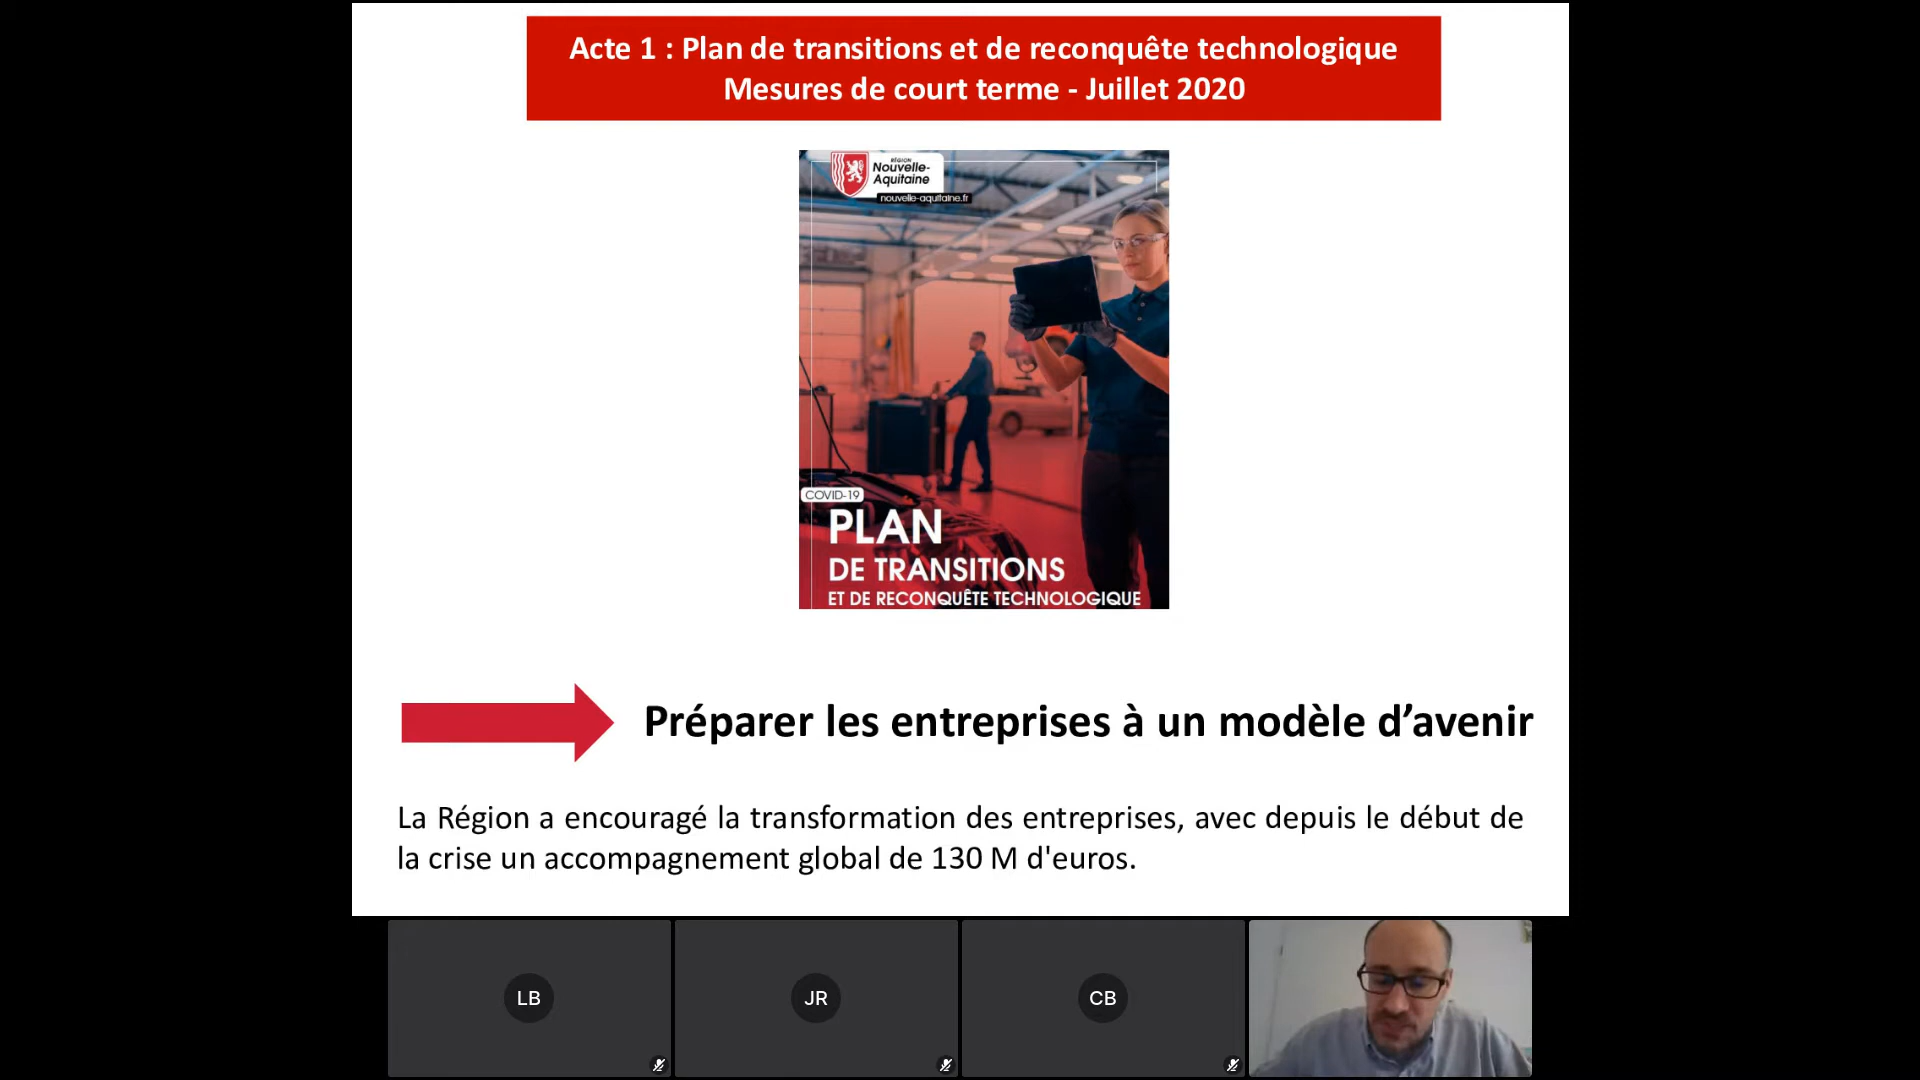 Acte 1 : Plan de transitions et de reconquête technologique
Mesures de court terme - Juillet 2020
RÉGION
Nouvelle-
Aquitaine
nouvelle-aquitaine.fr
COVID-19
PLAN
DE TRANSITIONS
ET DE RECONQUÊTE TECHNOLOGIQUE
Préparer les entreprises à un modèle d’avenir
La Région a encouragé la transformation des entreprises, avec depuis le début de
la crise un accompagnement global de 130 M d'euros.
LB
JR
CB